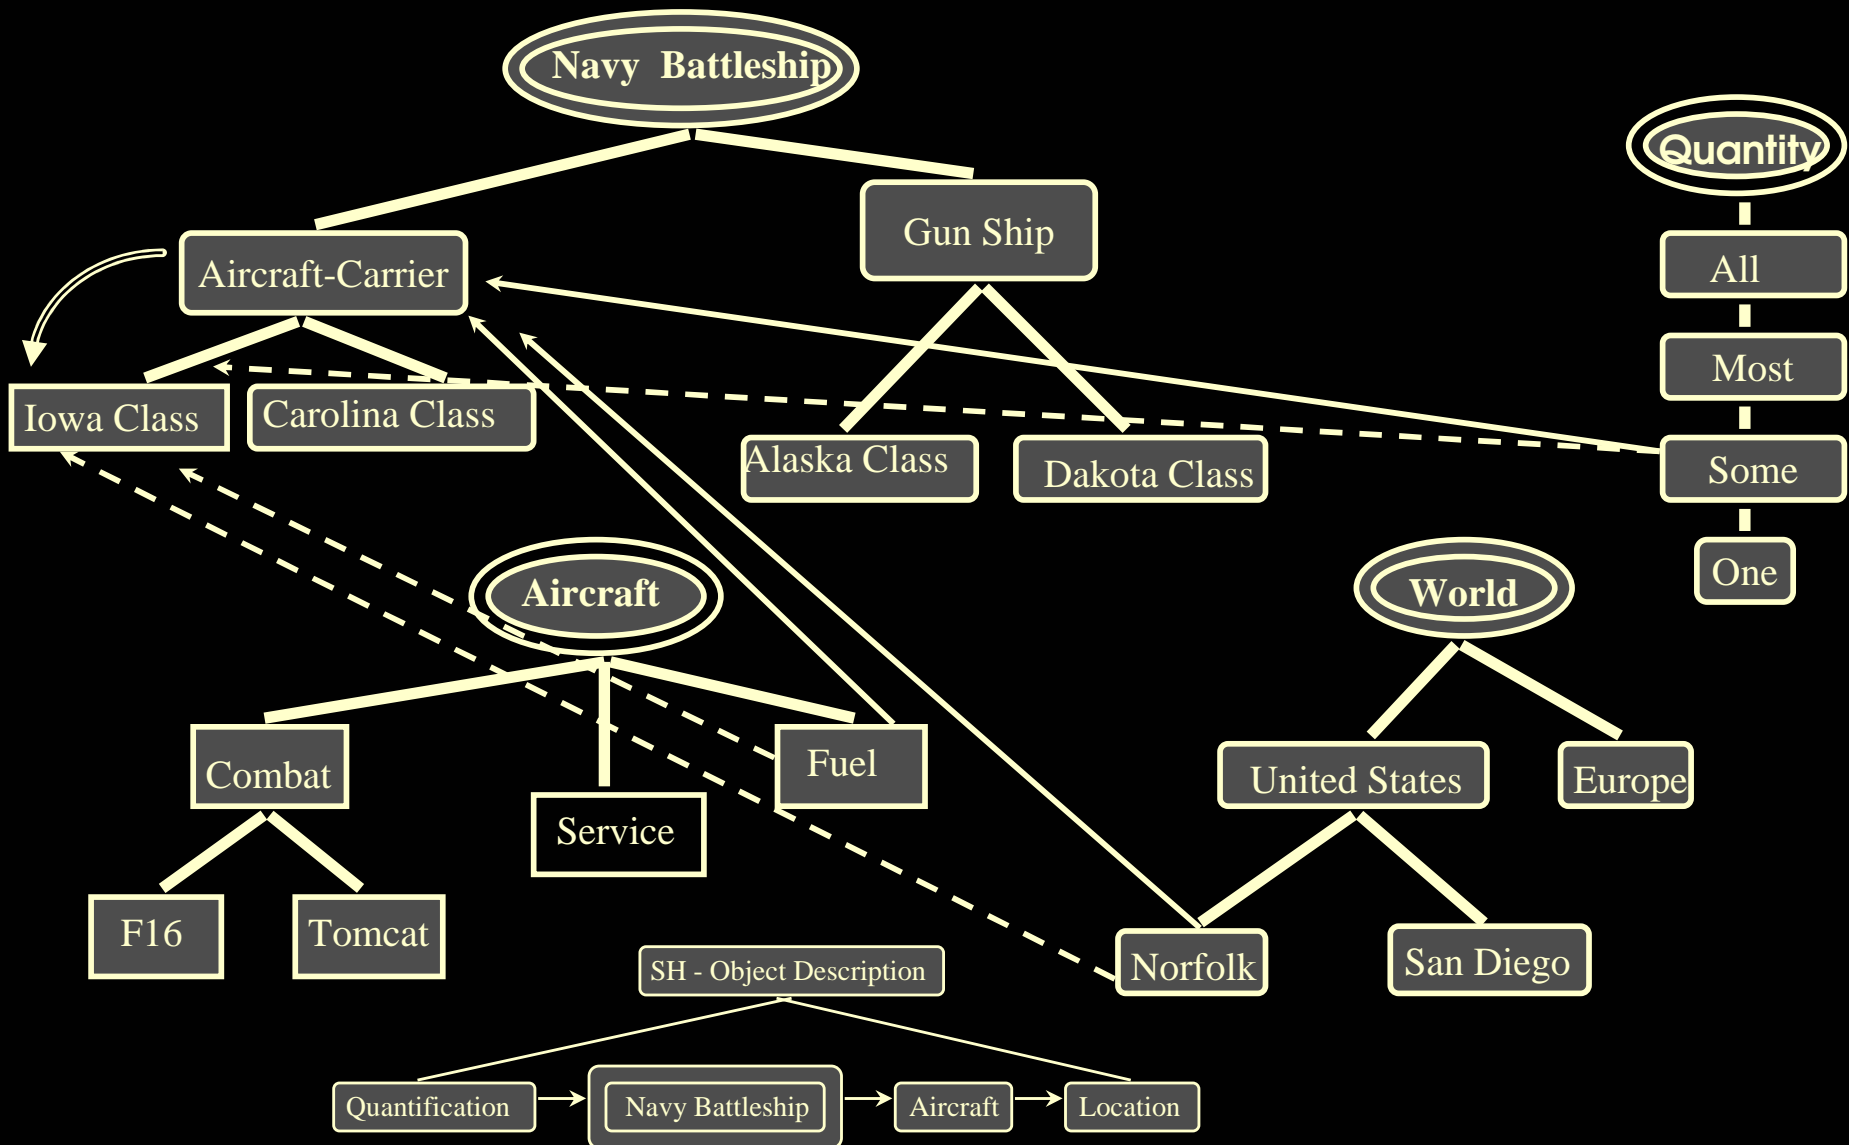 Navy  Battleship
Quantity
Gun Ship
Aircraft-Carrier
All
Most
Iowa Class
Carolina Class
Alaska Class
Dakota Class
Some
One
Aircraft
World
Combat
Service
Fuel
United States
Europe
F16
Tomcat
Norfolk
San Diego
SH - Object Description
Quantification
Navy Battleship
Aircraft
Location